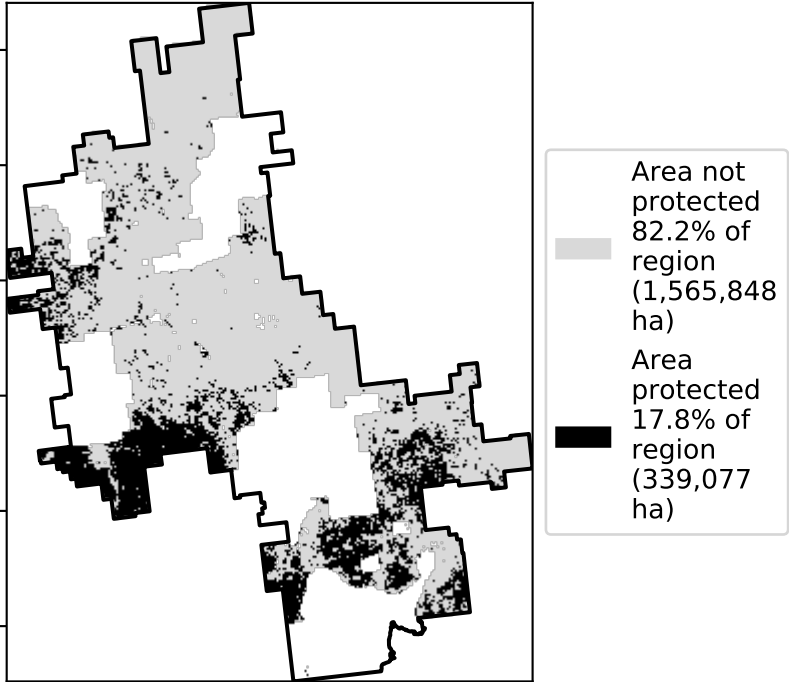 Area not
protected
82.2% of
region
(1,565,848
ha)
Area
protected
17.8% of
region
(339,077
ha)